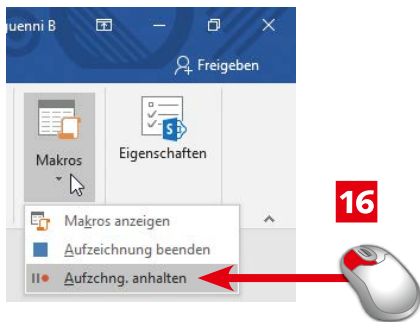 uenni B
Freigeben
Makros
Eigenschaften
S
Makros anzeigen
Aufzeichnung beenden
Aufzchng. anhalten
16